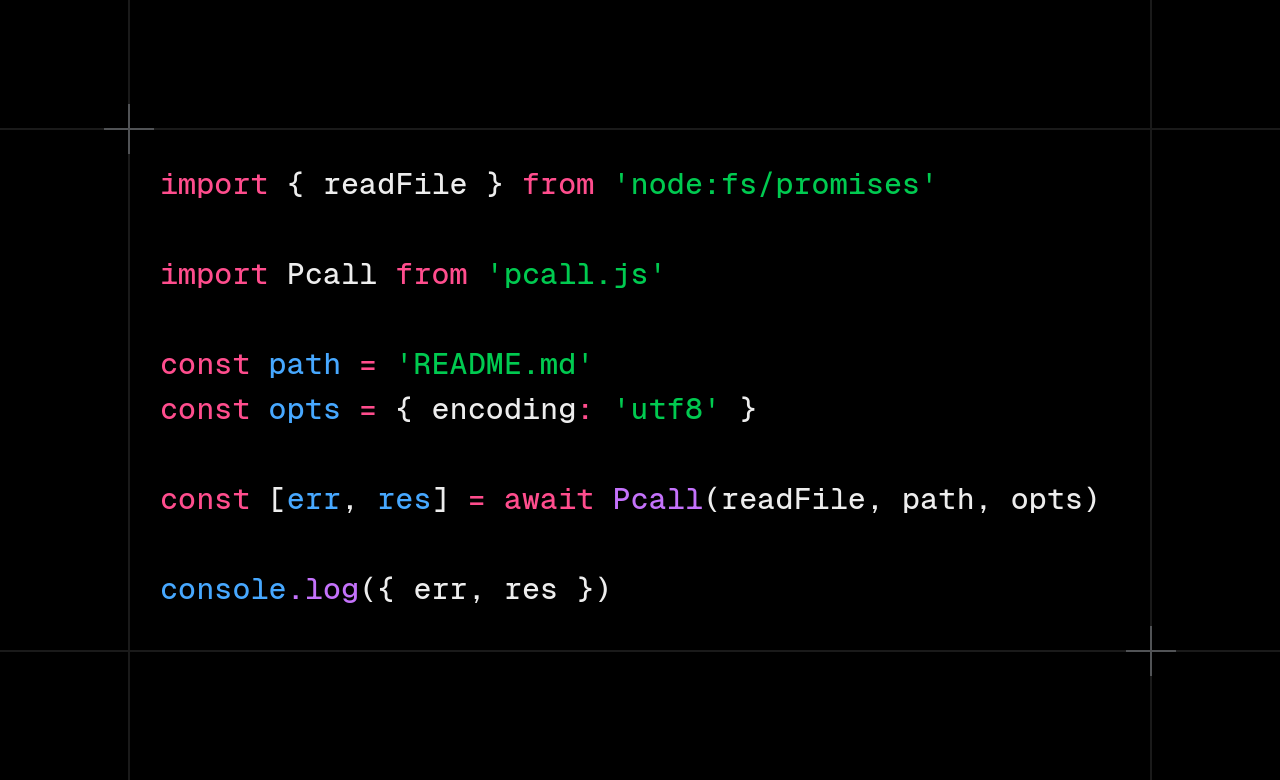 import { readFile } from 'node:fs/promises'
import Pcall from 'pcall.js'
const path = 'README.md'
const opts = { encoding: 'utf8' }
const [err, res] = await Pcall(readFile, path, opts)
console.log({ err, res })